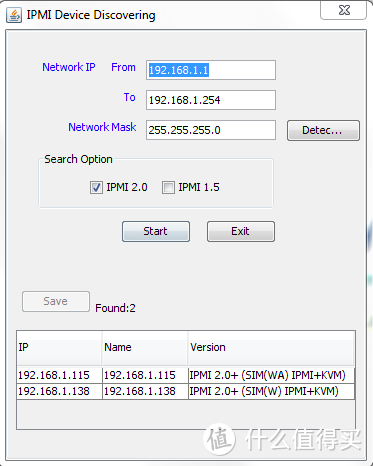 IPMI Device Discovering
Network IP From 192.168.1.1
To 192.168.1.254
Network Mask 255.255.255.0 Detec...
Search Option
IPMI 2.0 IPMI 1.5
Start Exit
Save Found:2
IP Name Version
192.168.1.115 192.168.1.115 IPMI 2.0+ (SIM(WA) IPMI+KVM)
192.168.1.138 192.168.1.138 IPMI 2.0+ (SIM(W) IPMI+KVM)
值 什么值得买